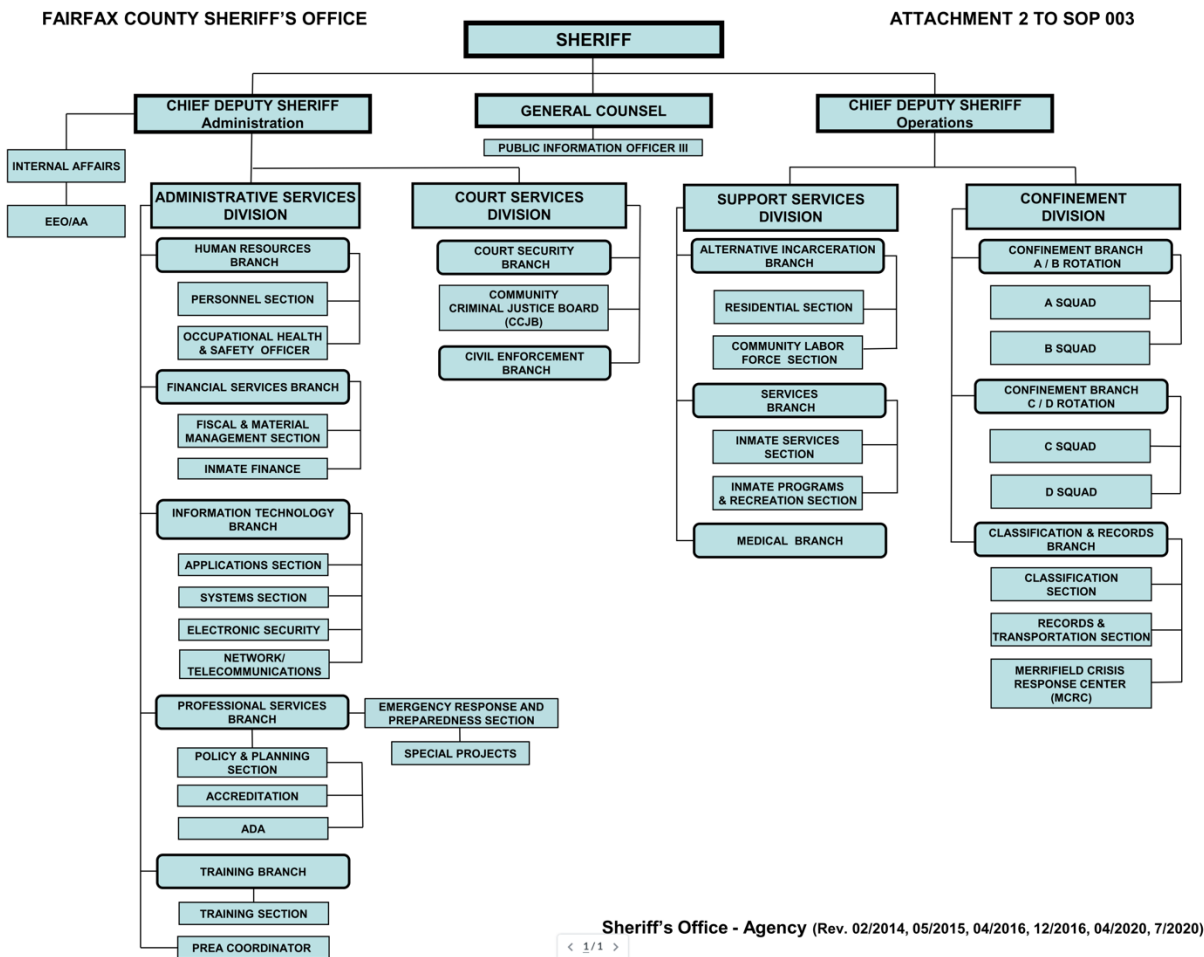 FAIRFAX COUNTY SHERIFF'S OFFICE
ATTACHMENT 2 TO SOP 003
SHERIFF
CHIEF DEPUTY SHERIFF
Administration
GENERAL COUNSEL
CHIEF DEPUTY SHERIFF
Operations
PUBLIC INFORMATION OFFICER III
INTERNAL AFFAIRS
EEO/AA
ADMINISTRATIVE SERVICES
DIVISION
HUMAN RESOURCES
BRANCH
PERSONNEL SECTION
OCCUPATIONAL HEALTH
& SAFETY OFFICER
FINANCIAL SERVICES BRANCH
FISCAL & MATERIAL
MANAGEMENT SECTION
INMATE FINANCE
INFORMATION TECHNOLOGY
BRANCH
APPLICATIONS SECTION
SYSTEMS SECTION
ELECTRONIC SECURITY
NETWORK/
TELECOMMUNICATIONS
PROFESSIONAL SERVICES
BRANCH
EMERGENCY RESPONSE AND
PREPAREDNESS SECTION
SPECIAL PROJECTS
POLICY & PLANNING
SECTION
ACCREDITATION
ADA
TRAINING BRANCH
TRAINING SECTION
PREA COORDINATOR
COURT SERVICES
DIVISION
COURT SECURITY
BRANCH
COMMUNITY
CRIMINAL JUSTICE BOARD
(CCJB)
CIVIL ENFORCEMENT
BRANCH
SUPPORT SERVICES
DIVISION
ALTERNATIVE INCARCERATION
BRANCH
RESIDENTIAL SECTION
COMMUNITY LABOR
FORCE SECTION
SERVICES
BRANCH
INMATE SERVICES
SECTION
INMATE PROGRAMS
& RECREATION SECTION
MEDICAL BRANCH
CONFINEMENT
DIVISION
CONFINEMENT BRANCH
A / B ROTATION
A SQUAD
B SQUAD
CONFINEMENT BRANCH
C / D ROTATION
C SQUAD
D SQUAD
CLASSIFICATION & RECORDS
BRANCH
CLASSIFICATION
SECTION
RECORDS &
TRANSPORTATION SECTION
MERRIFIELD CRISIS
RESPONSE CENTER
(MCRC)
Sheriff's Office - Agency (Rev. 02/2014, 05/2015, 04/2016, 12/2016, 04/2020, 7/2020)
< 1/1 >